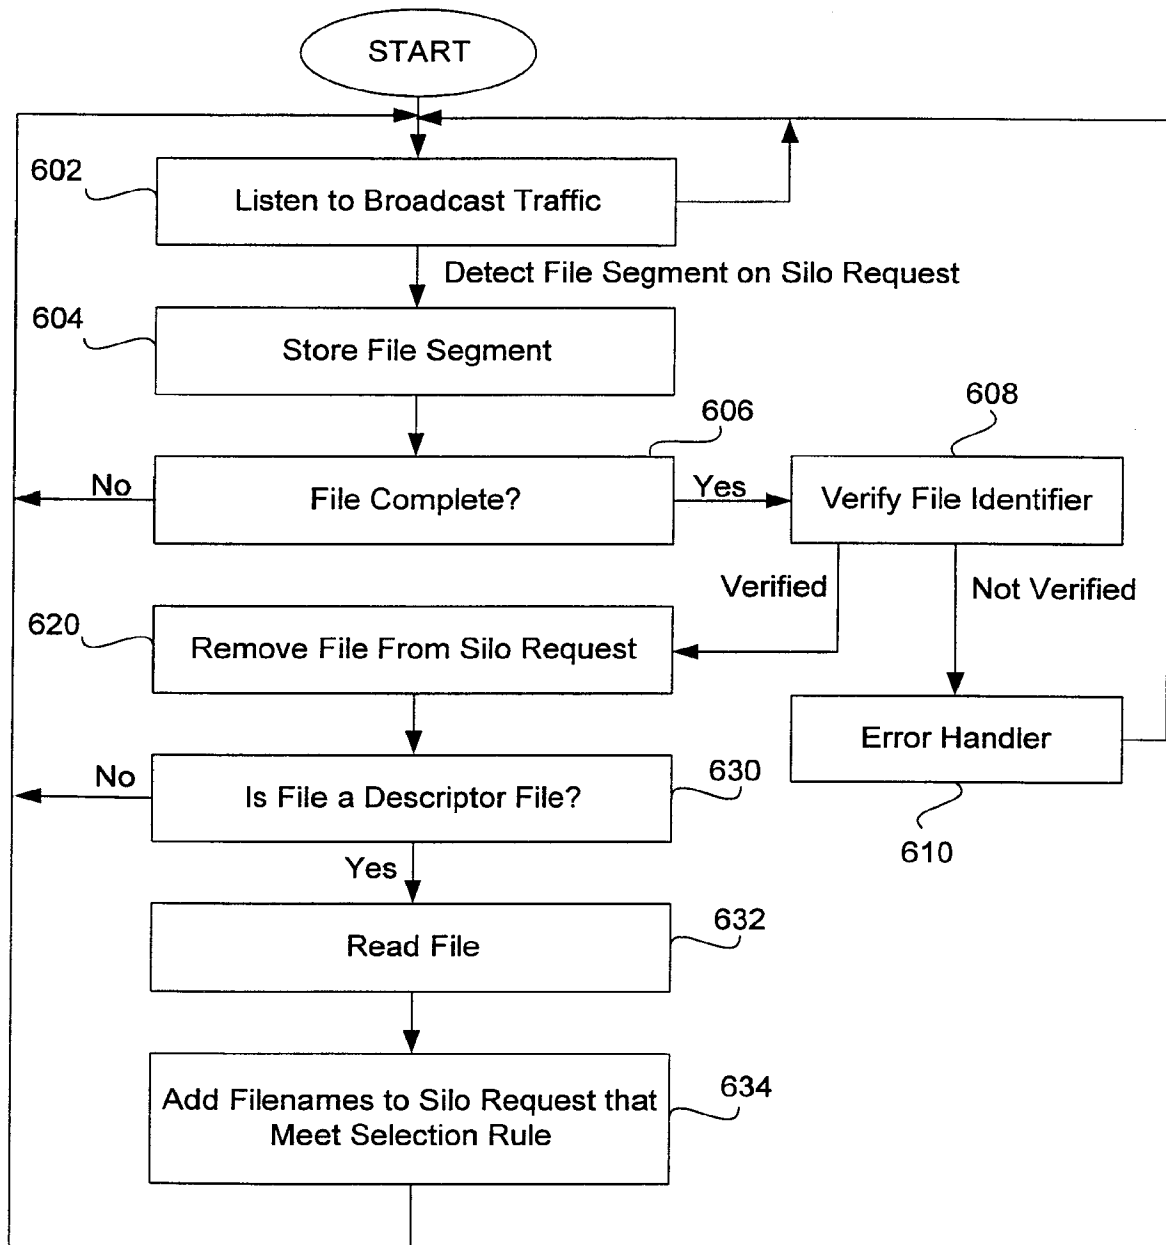 START
602
Listen to Broadcast Traffic
Detect File Segment on Silo Request
604
Store File Segment
606
608
No
File Complete?
Yes
Verify File Identifier
Verified
Not Verified
620
Remove File From Silo Request
Error Handler
610
No
Is File a Descriptor File?
630
Yes
Read File
632
Add Filenames to Silo Request that
Meet Selection Rule
634